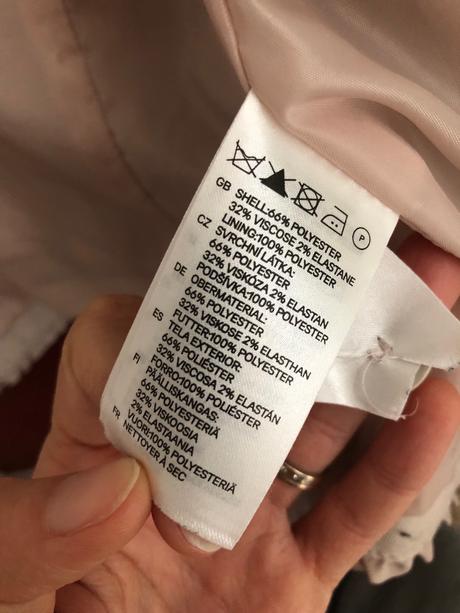 P
GB SHELL:66% POLYESTER
32% VISCOSE 2% ELASTANE
LINING:100% POLYESTER
CZ SVRCHNÍ LÁTKA:
66% POLYESTER
32% VISKÓZA 2% ELASTAN
PODŠÍVKA:100% POLYESTER
DE OBERMATERIAL:
66% POLYESTER
32% VISKOSE 2% ELASTHAN
FUTTER:100% POLYESTER
ES TELA EXTERIOR:
66% POLIÉSTER
32% VISCOSA 2% ELASTÁN
FORRO:100% POLIÉSTER
FI PÄÄLLISKANGAS:
66% POLYESTERIÄ
32% VISKOOSIA
2% ELASTAANIA
VUORI:100% POLYESTERIÄ
FR NETTOYER À SEC